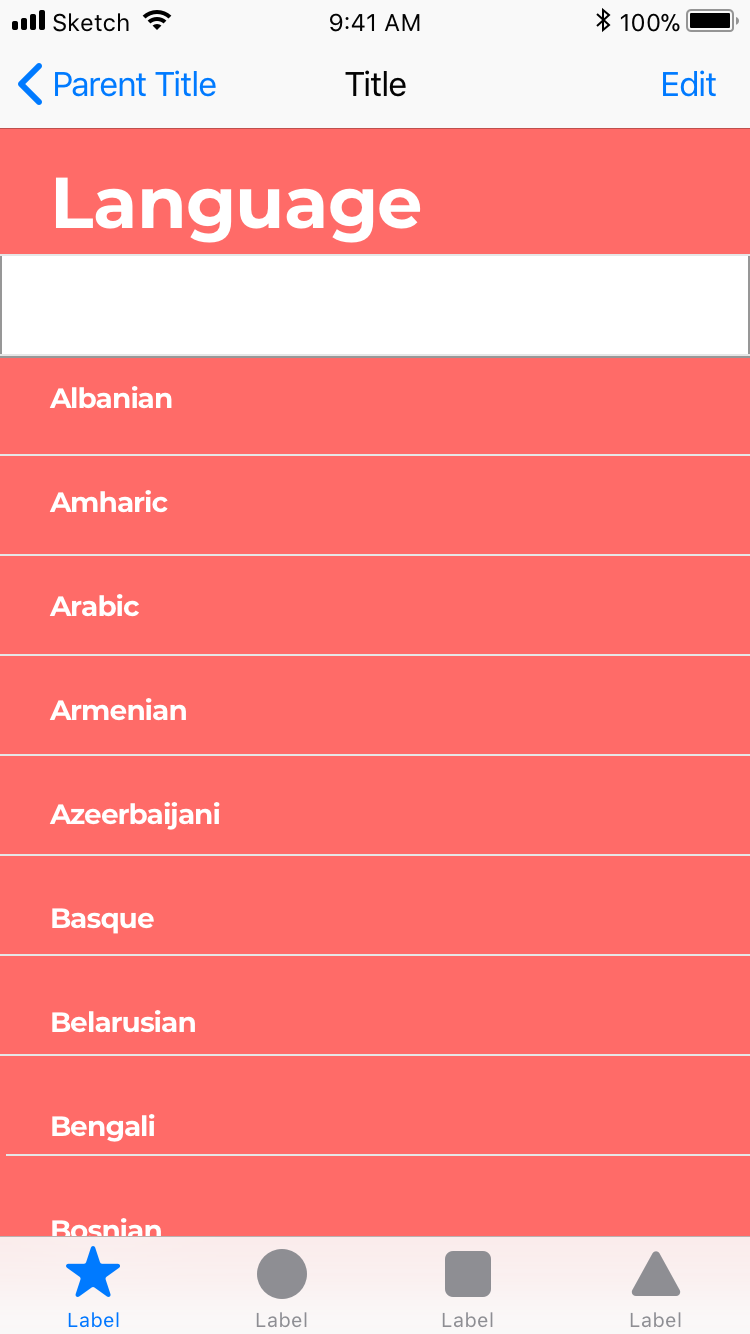 Sketch 9:41 AM 100%
Parent Title Title Edit
Language
Albanian
Amharic
Arabic
Armenian
Azeerbaijani
Basque
Belarusian
Bengali
Bosnian
Label Label Label Label